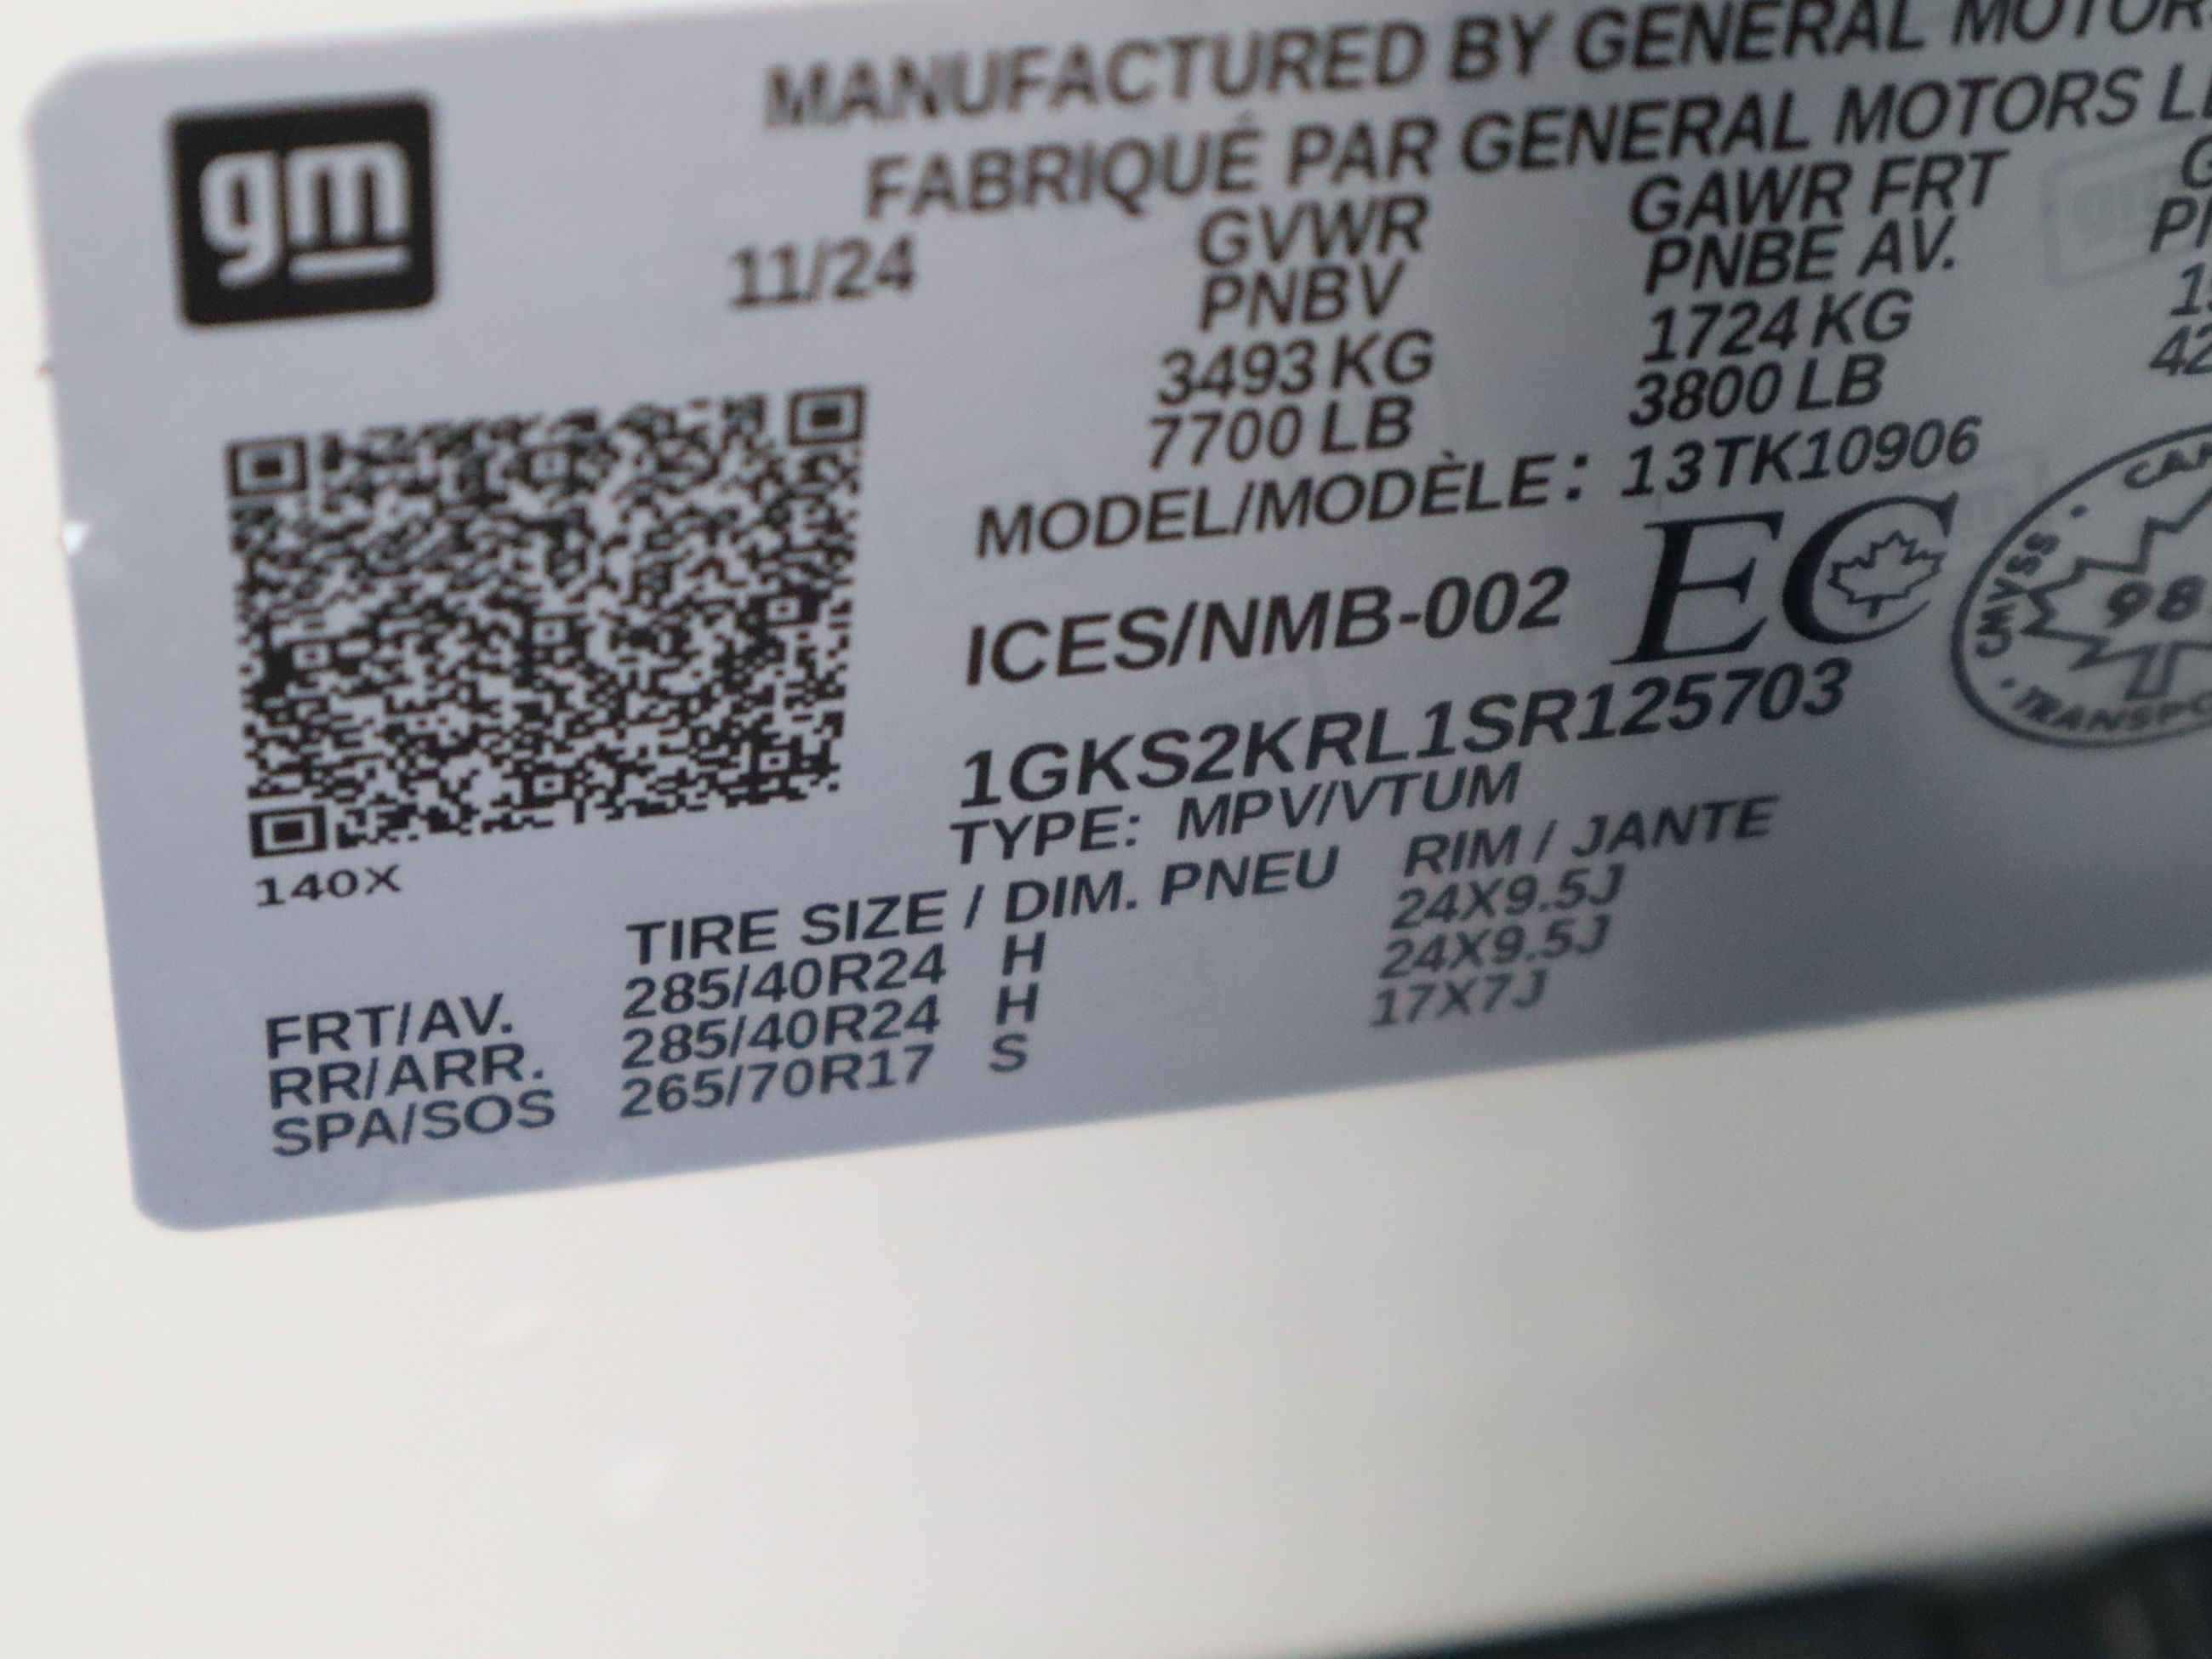 gm
MANUFACTURED BY GENERAL
FABRIQUÉ PAR GENERAL MOTORS
11/24
GVWR
PNBV
3493 KG
7700 LB
GAWR FRT
PNBE AV.
1724 KG
3800 LB
MODEL/MODÈLE: 13TK10906
ICES/NMB-002 EC
CMVSS
98
1GKS2KRL1SR125703
TYPE: MPV/VTUM
140X
TIRE SIZE / DIM. PNEU RIM / JANTE
FRT/AV. 285/40R24 H 24X9.5J
RR/ARR. 285/40R24 H 24X9.5J
SPA/SOS 265/70R17 S 17X7J